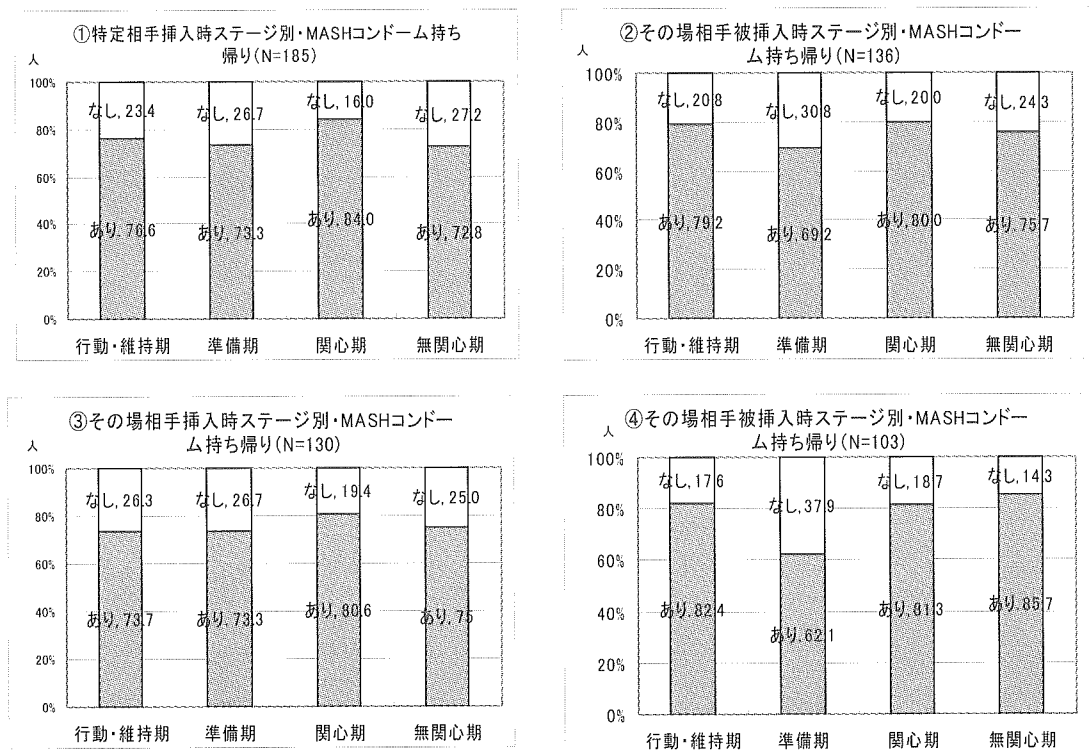 ①特定相手挿入時ステージ別・MASHコンドーム持ち
帰り(N=185)
人
100%
80%
60%
40%
20%
0%
なし, 23.4
なし, 26.7
なし, 16.0
なし, 27.2
あり, 76.6
あり, 73.3
あり, 84.0
あり, 72.8
行動・維持期
準備期
関心期
無関心期
②その場相手被挿入時ステージ別・MASHコンドー
ム持ち帰り(N=136)
人
100%
80%
60%
40%
20%
0%
なし, 20.8
なし, 30.8
なし, 20.0
なし, 24.3
あり, 79.2
あり, 69.2
あり, 80.0
あり, 75.7
行動・維持期
準備期
関心期
無関心期
③その場相手挿入時ステージ別・MASHコンドー
ム持ち帰り(N=130)
人
100%
80%
60%
40%
20%
0%
なし, 26.3
なし, 26.7
なし, 19.4
なし, 25.0
あり, 73.7
あり, 73.3
あり, 80.6
あり, 75
行動・維持期
準備期
関心期
無関心期
④その場相手被挿入時ステージ別・MASHコンドー
ム持ち帰り(N=103)
人
100%
80%
60%
40%
20%
0%
なし, 17.6
なし, 37.9
なし, 18.7
なし, 14.3
あり, 82.4
あり, 62.1
あり, 81.3
あり, 85.7
行動・維持期
準備期
関心期
無関心期